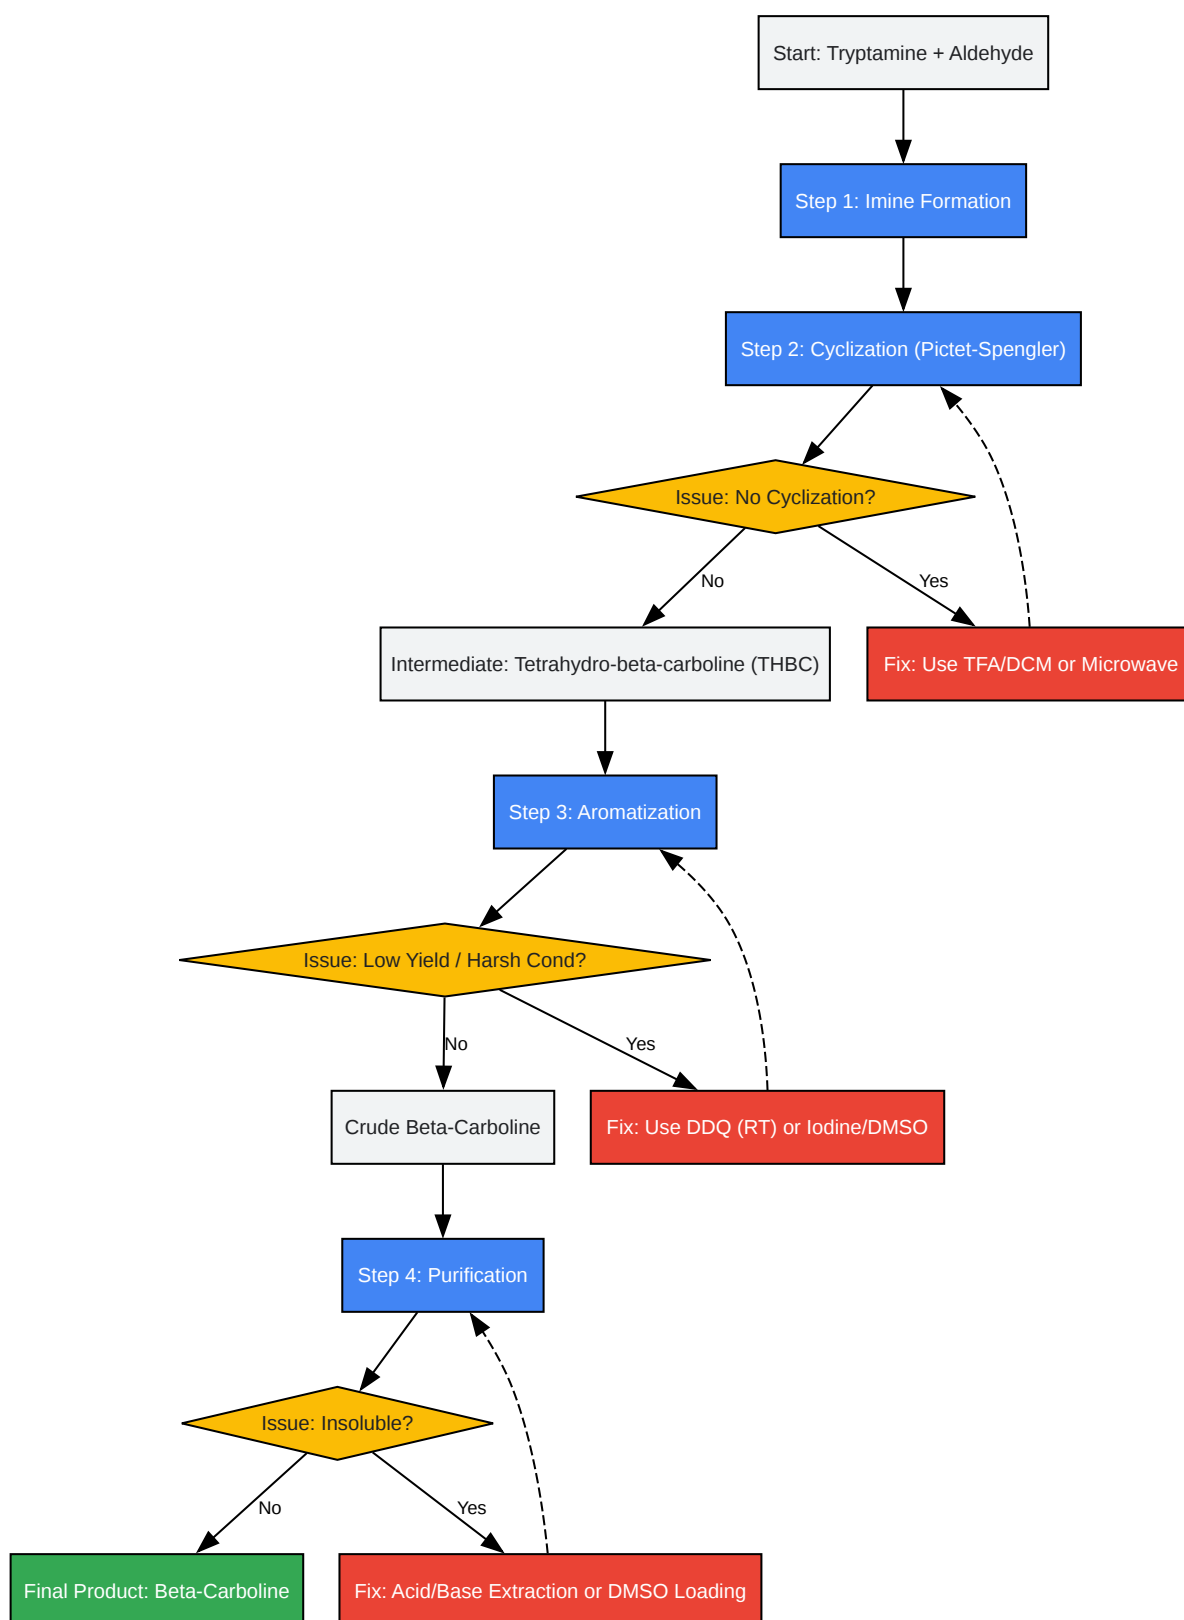 Start: Tryptamine + Aldehyde
Step 1: Imine Formation
Step 2: Cyclization (Pictet-Spengler)
Issue: No Cyclization?
No
Yes
Intermediate: Tetrahydro-beta-carboline (THBC)
Fix: Use TFA/DCM or Microwave
Step 3: Aromatization
Issue: Low Yield / Harsh Cond?
No
Yes
Crude Beta-Carboline
Fix: Use DDQ (RT) or Iodine/DMSO
Step 4: Purification
Issue: Insoluble?
No
Yes
Final Product: Beta-Carboline
Fix: Acid/Base Extraction or DMSO Loading